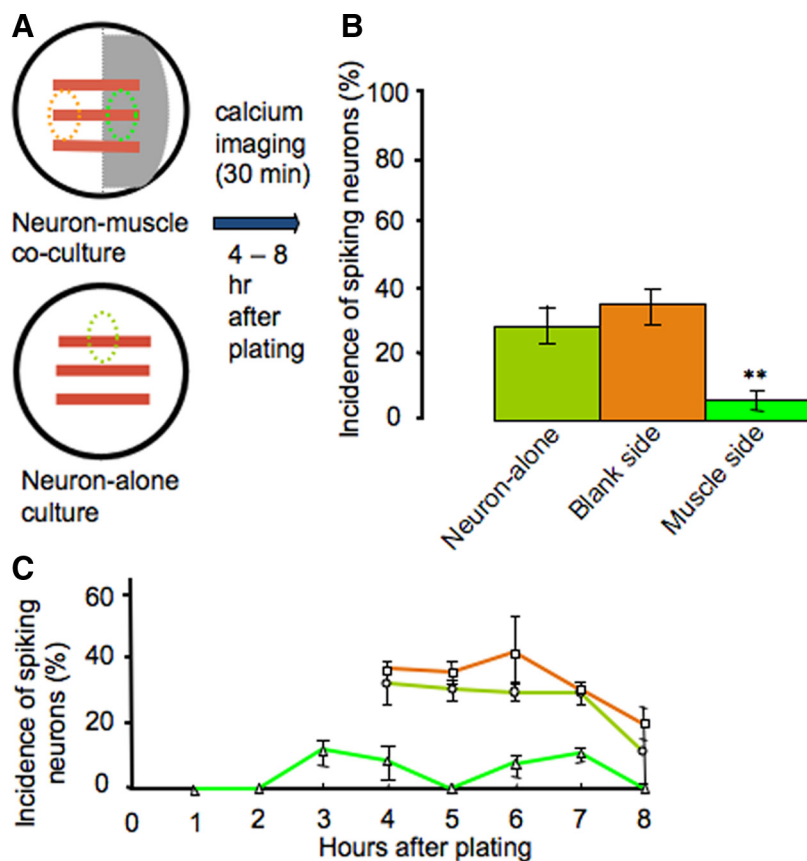 A
Neuron-muscle
co-culture
Neuron-alone
culture
calcium
imaging
(30 min)
4 – 8
hr
after
plating
B
Incidence of spiking neurons (%)
100
80
60
40
20
0
**
Neuron-alone
Blank side
Muscle side
C
Incidence of spiking
neurons (%)
60
40
20
0
0 1 2 3 4 5 6 7 8
Hours after plating